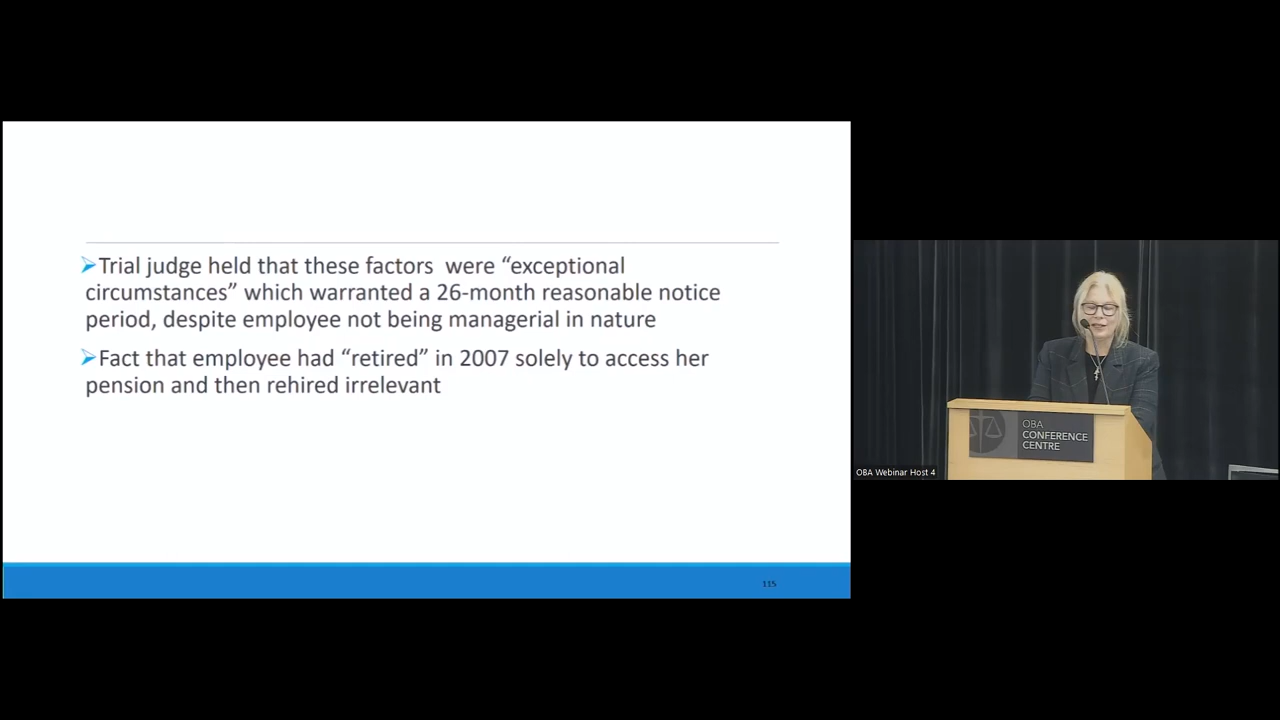 Trial judge held that these factors were “exceptional
circumstances” which warranted a 26-month reasonable notice
period, despite employee not being managerial in nature
Fact that employee had “retired” in 2007 solely to access her
pension and then rehired irrelevant
115
OBA
CONFERENCE
CENTRE
OBA Webinar Host 4